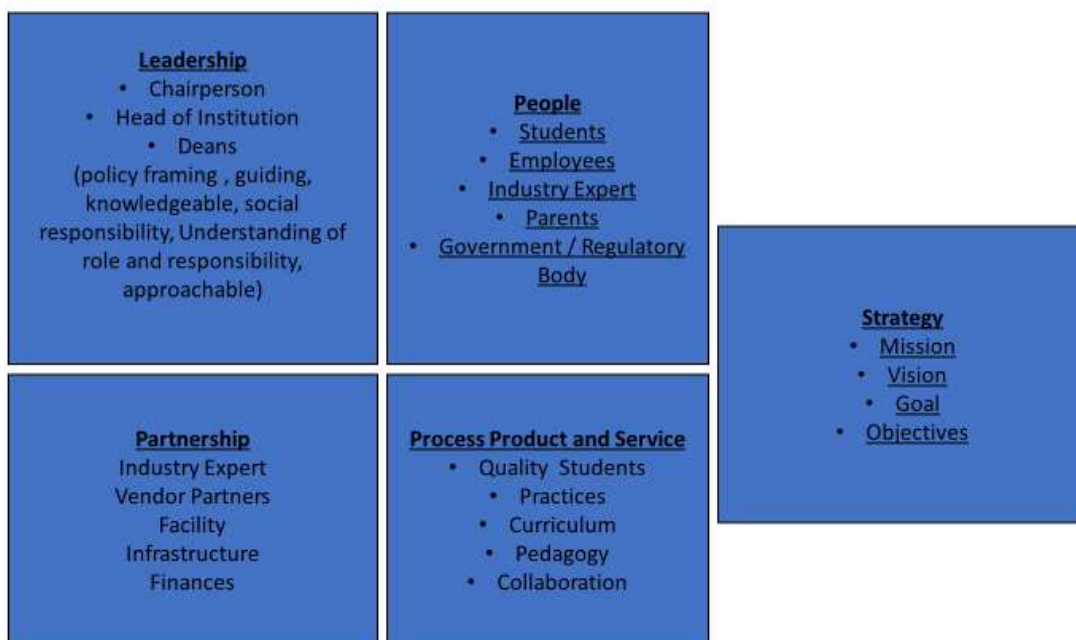 Leadership
• Chairperson
• Head of Institution
• Deans
(policy framing , guiding,
knowledgeable, social
responsibility, Understanding of
role and responsibility,
approachable)
People
• Students
• Employees
• Industry Expert
• Parents
• Government / Regulatory
Body
Strategy
• Mission
• Vision
• Goal
• Objectives
Partnership
Industry Expert
Vendor Partners
Facility
Infrastructure
Finances
Process Product and Service
• Quality Students
• Practices
• Curriculum
• Pedagogy
• Collaboration